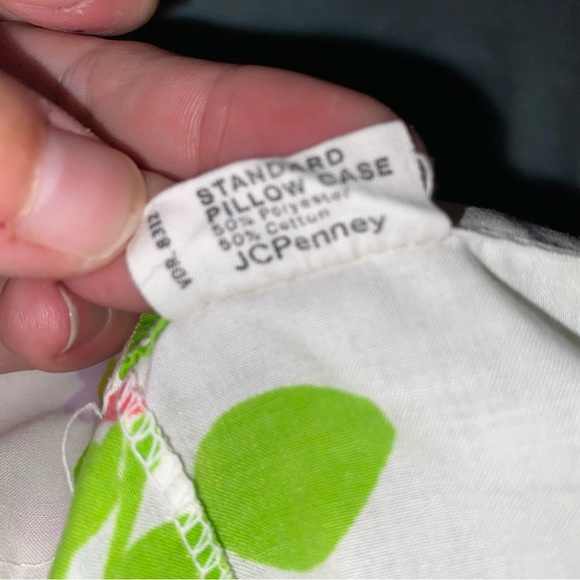 STANDARD
PILLOW CASE
50% Polyester
50% Cotton
JCPenney
VDR. 8312